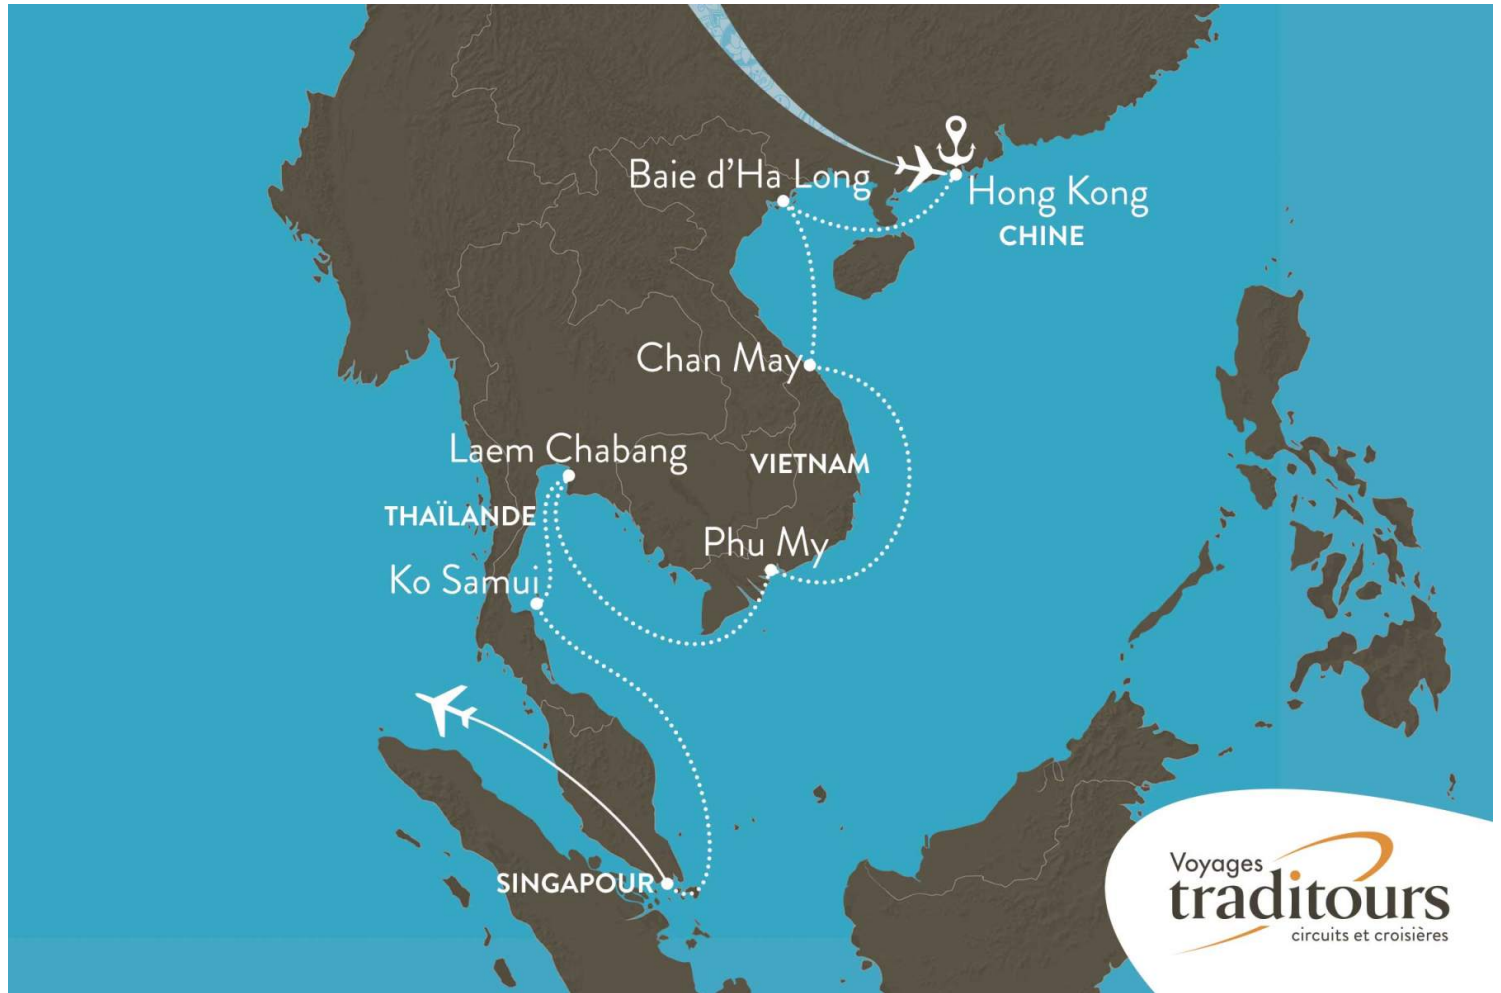 Baie d'Ha Long
Hong Kong
CHINE
Chan May
Laem Chabang
VIETNAM
THAÏLANDE
Phu My
Ko Samui
SINGAPOUR
Voyages
traditours
circuits et croisières